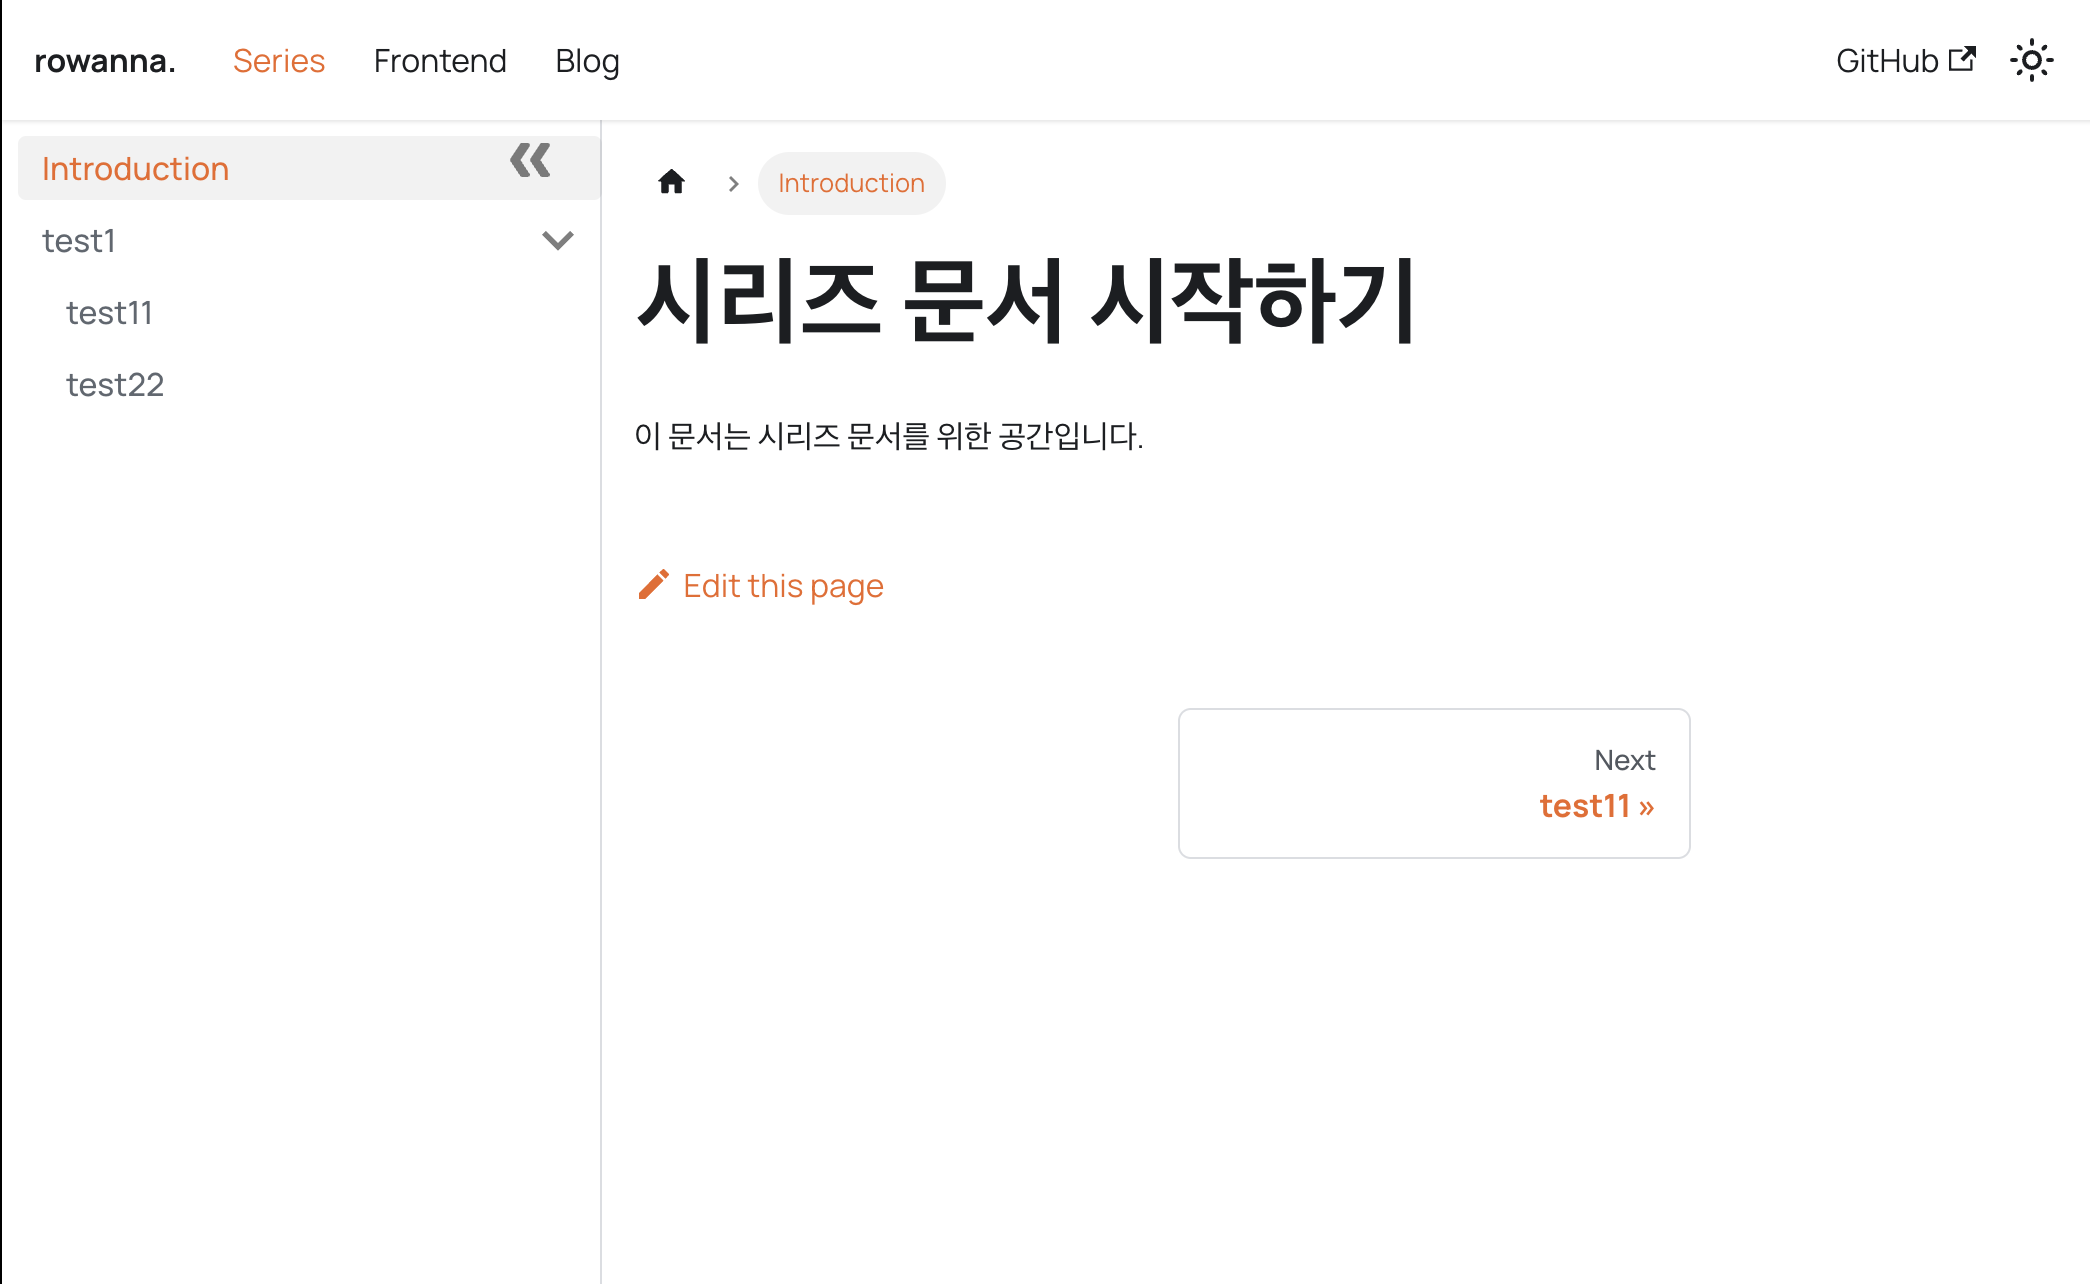 rowanna. Series Frontend Blog GitHub
Introduction
test1
test11
test22
Introduction
시리즈 문서 시작하기
이 문서는 시리즈 문서를 위한 공간입니다.
Edit this page
Next
test11 »